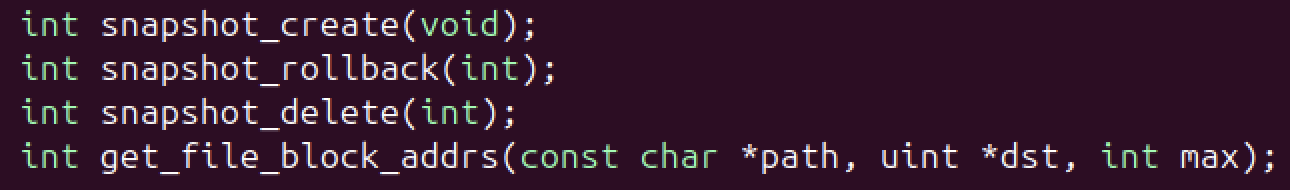 int snapshot_create(void);
int snapshot_rollback(int);
int snapshot_delete(int);
int get_file_block_addrs(const char *path, uint *dst, int max);